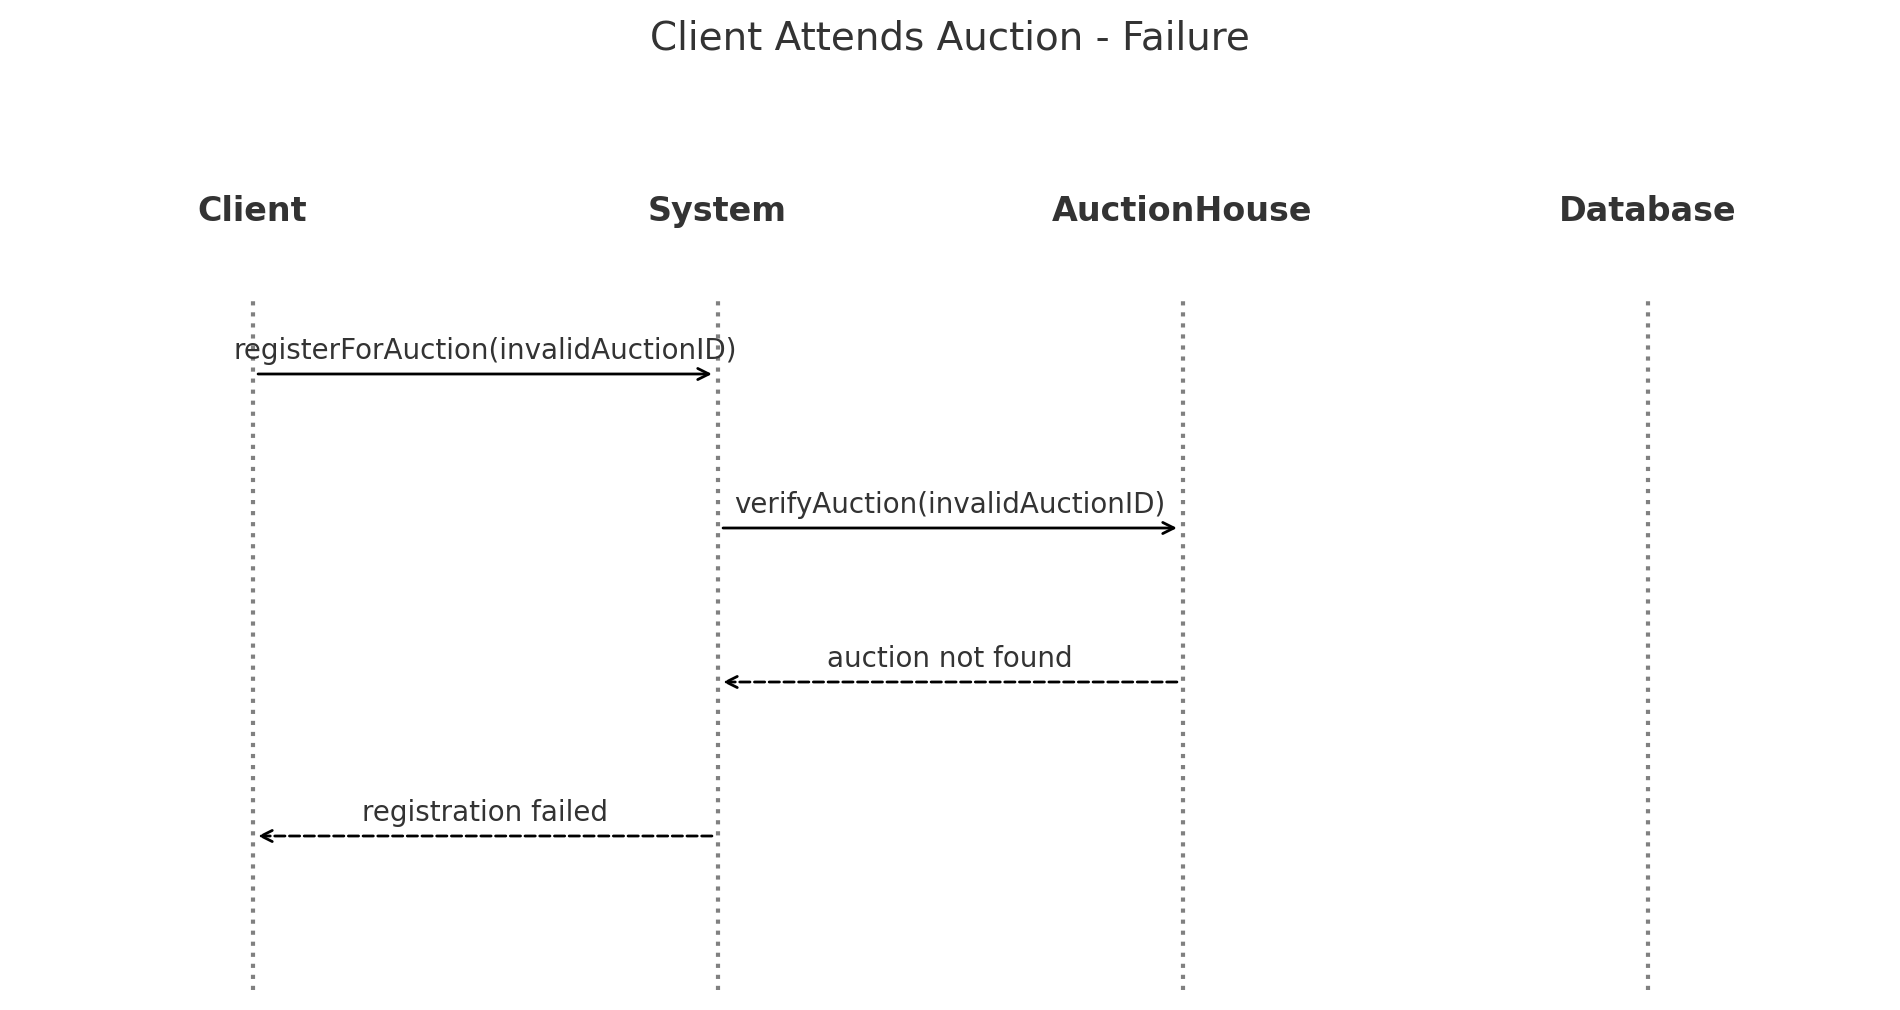 Client Attends Auction - Failure
Client
System
AuctionHouse
Database
registerForAuction(invalidAuctionID)
verifyAuction(invalidAuctionID)
auction not found
registration failed